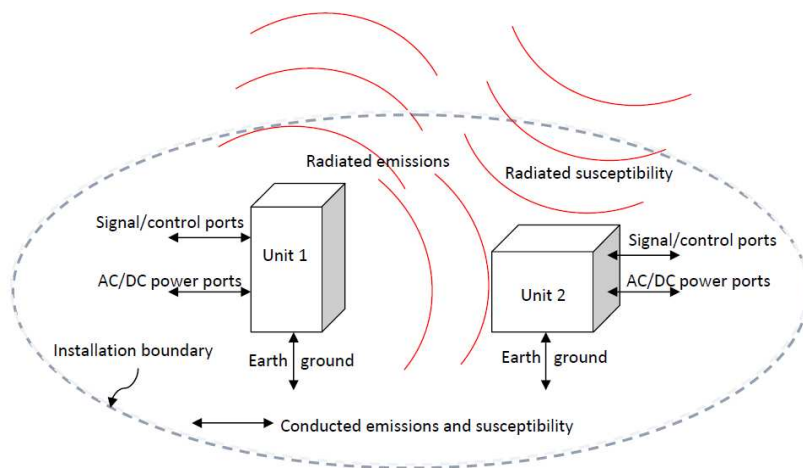 Radiated emissions
Radiated susceptibility
Signal/control ports
Unit 1
AC/DC power ports
Signal/control ports
Unit 2
AC/DC power ports
Installation boundary
Earth ground
Earth ground
Conducted emissions and susceptibility